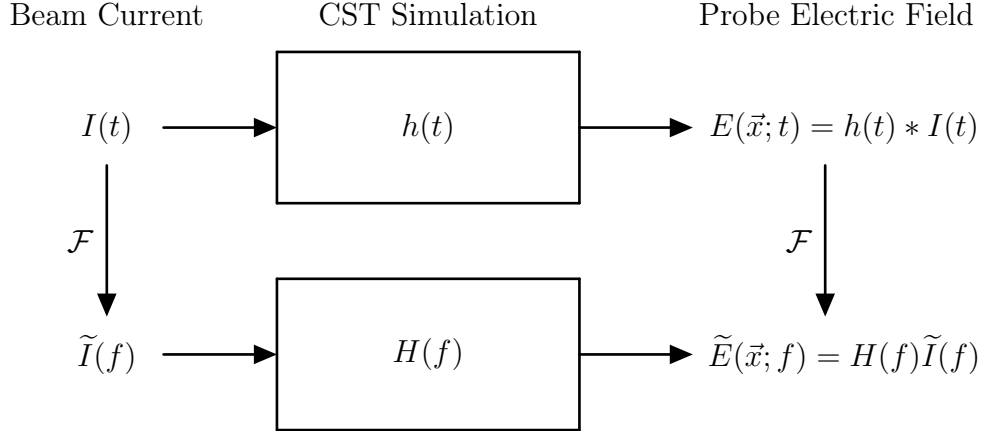 Beam Current CST Simulation Probe Electric Field
I(t) h(t) E(x⃗; t) = h(t) ∗ I(t)
ℱ ℱ
Ĩ(f) H(f) Ẽ(x⃗; f) = H(f)Ĩ(f)